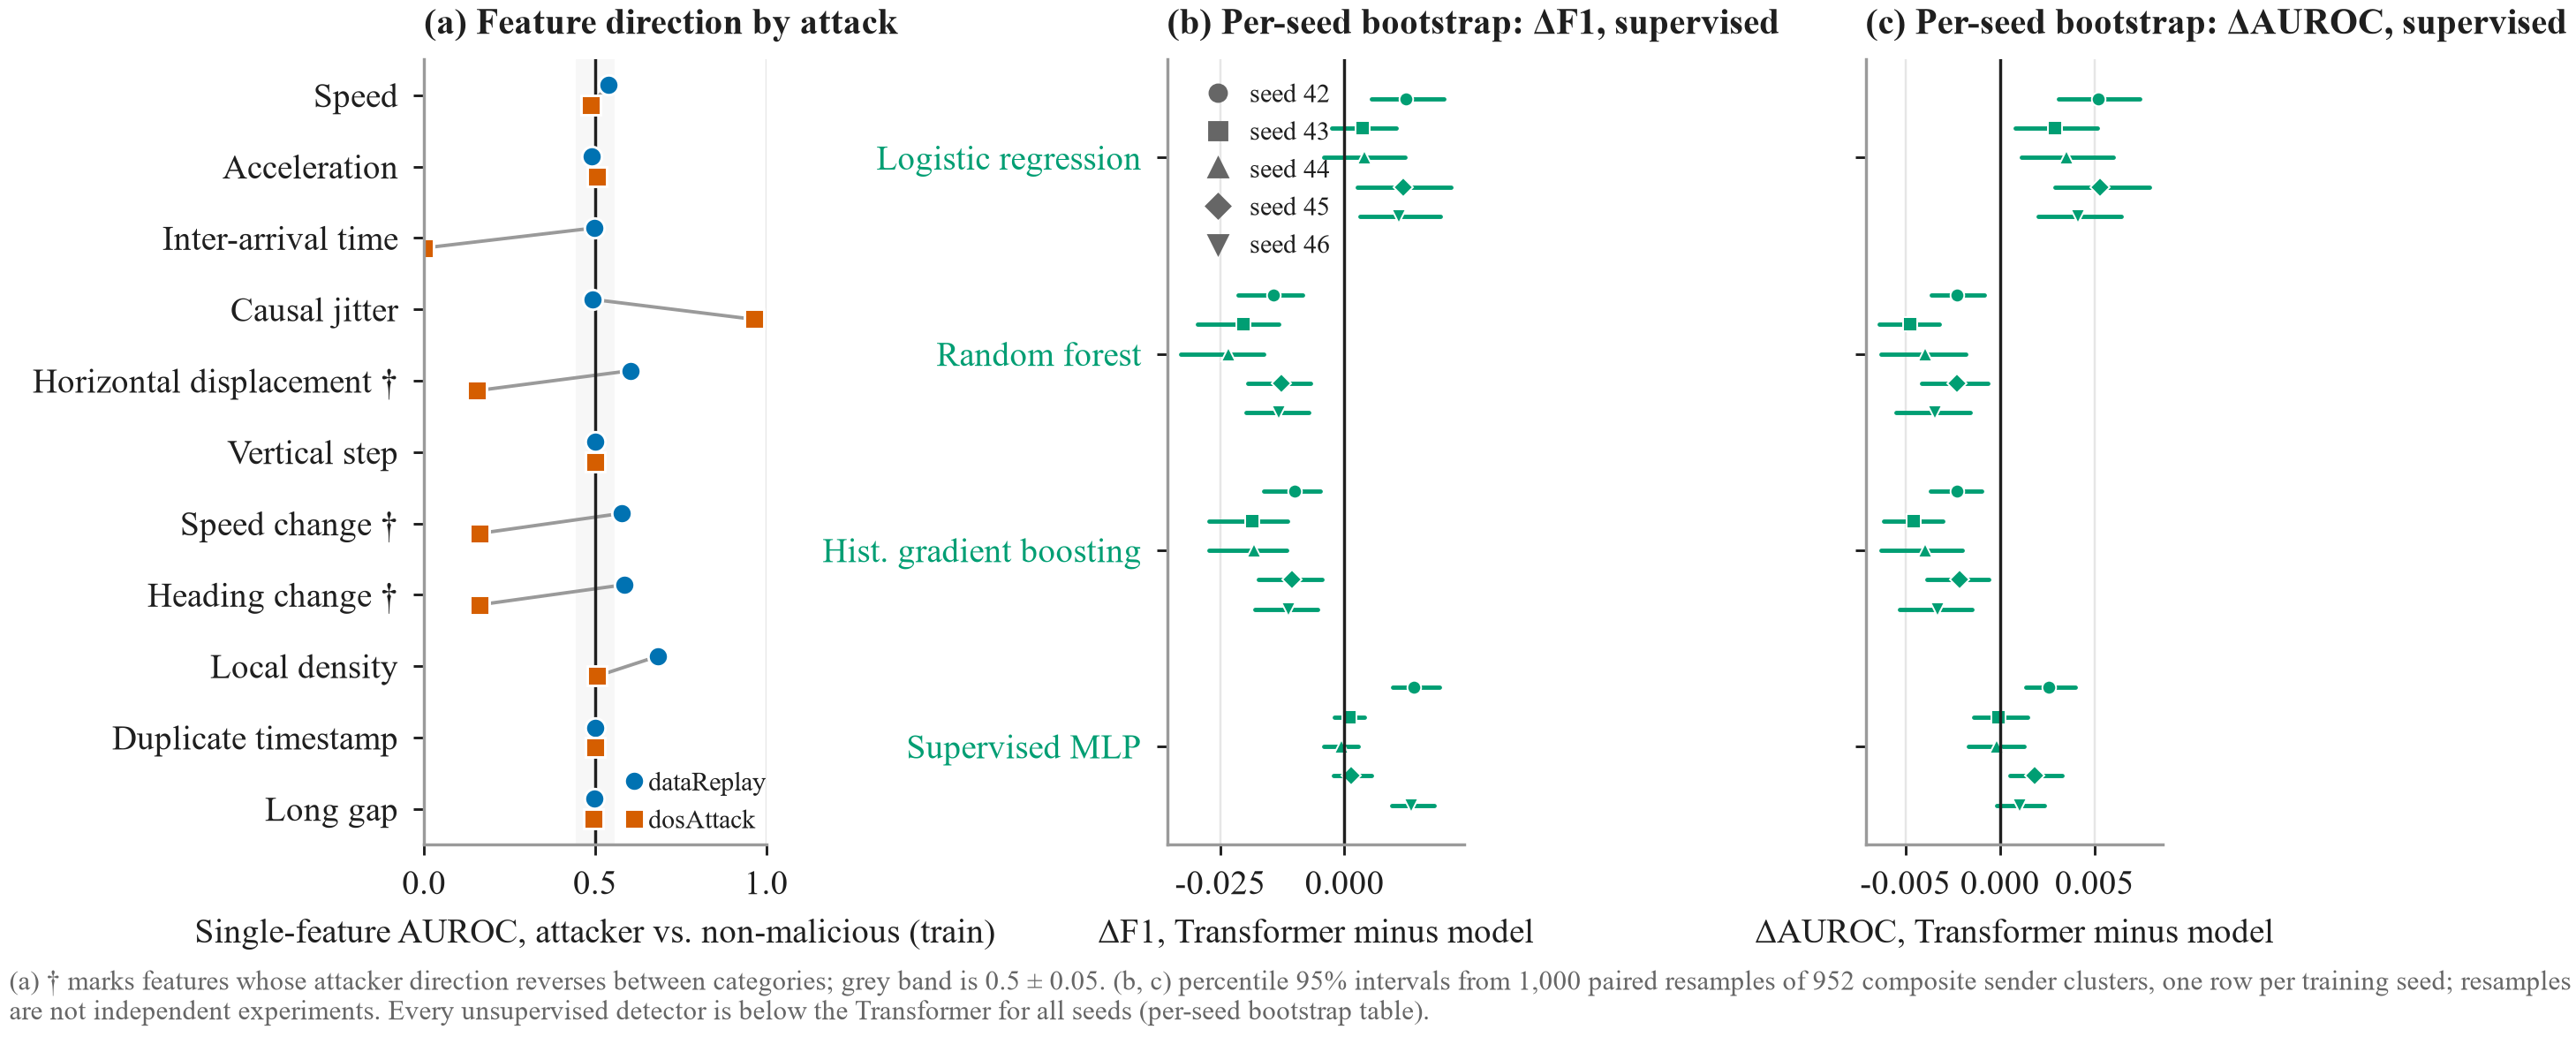 (a) Feature direction by attack
Speed
Acceleration
Inter-arrival time
Causal jitter
Horizontal displacement †
Vertical step
Speed change †
Heading change †
Local density
Duplicate timestamp
Long gap
dataReplay
dosAttack
0.0 0.5 1.0
Single-feature AUROC, attacker vs. non-malicious (train)
(b) Per-seed bootstrap: ΔF1, supervised
seed 42
seed 43
seed 44
seed 45
seed 46
Logistic regression
Random forest
Hist. gradient boosting
Supervised MLP
-0.025 0.000
ΔF1, Transformer minus model
(c) Per-seed bootstrap: ΔAUROC, supervised
-0.005 0.000 0.005
ΔAUROC, Transformer minus model
(a) † marks features whose attacker direction reverses between categories; grey band is 0.5 ± 0.05. (b, c) percentile 95% intervals from 1,000 paired resamples of 952 composite sender clusters, one row per training seed; resamples
are not independent experiments. Every unsupervised detector is below the Transformer for all seeds (per-seed bootstrap table).